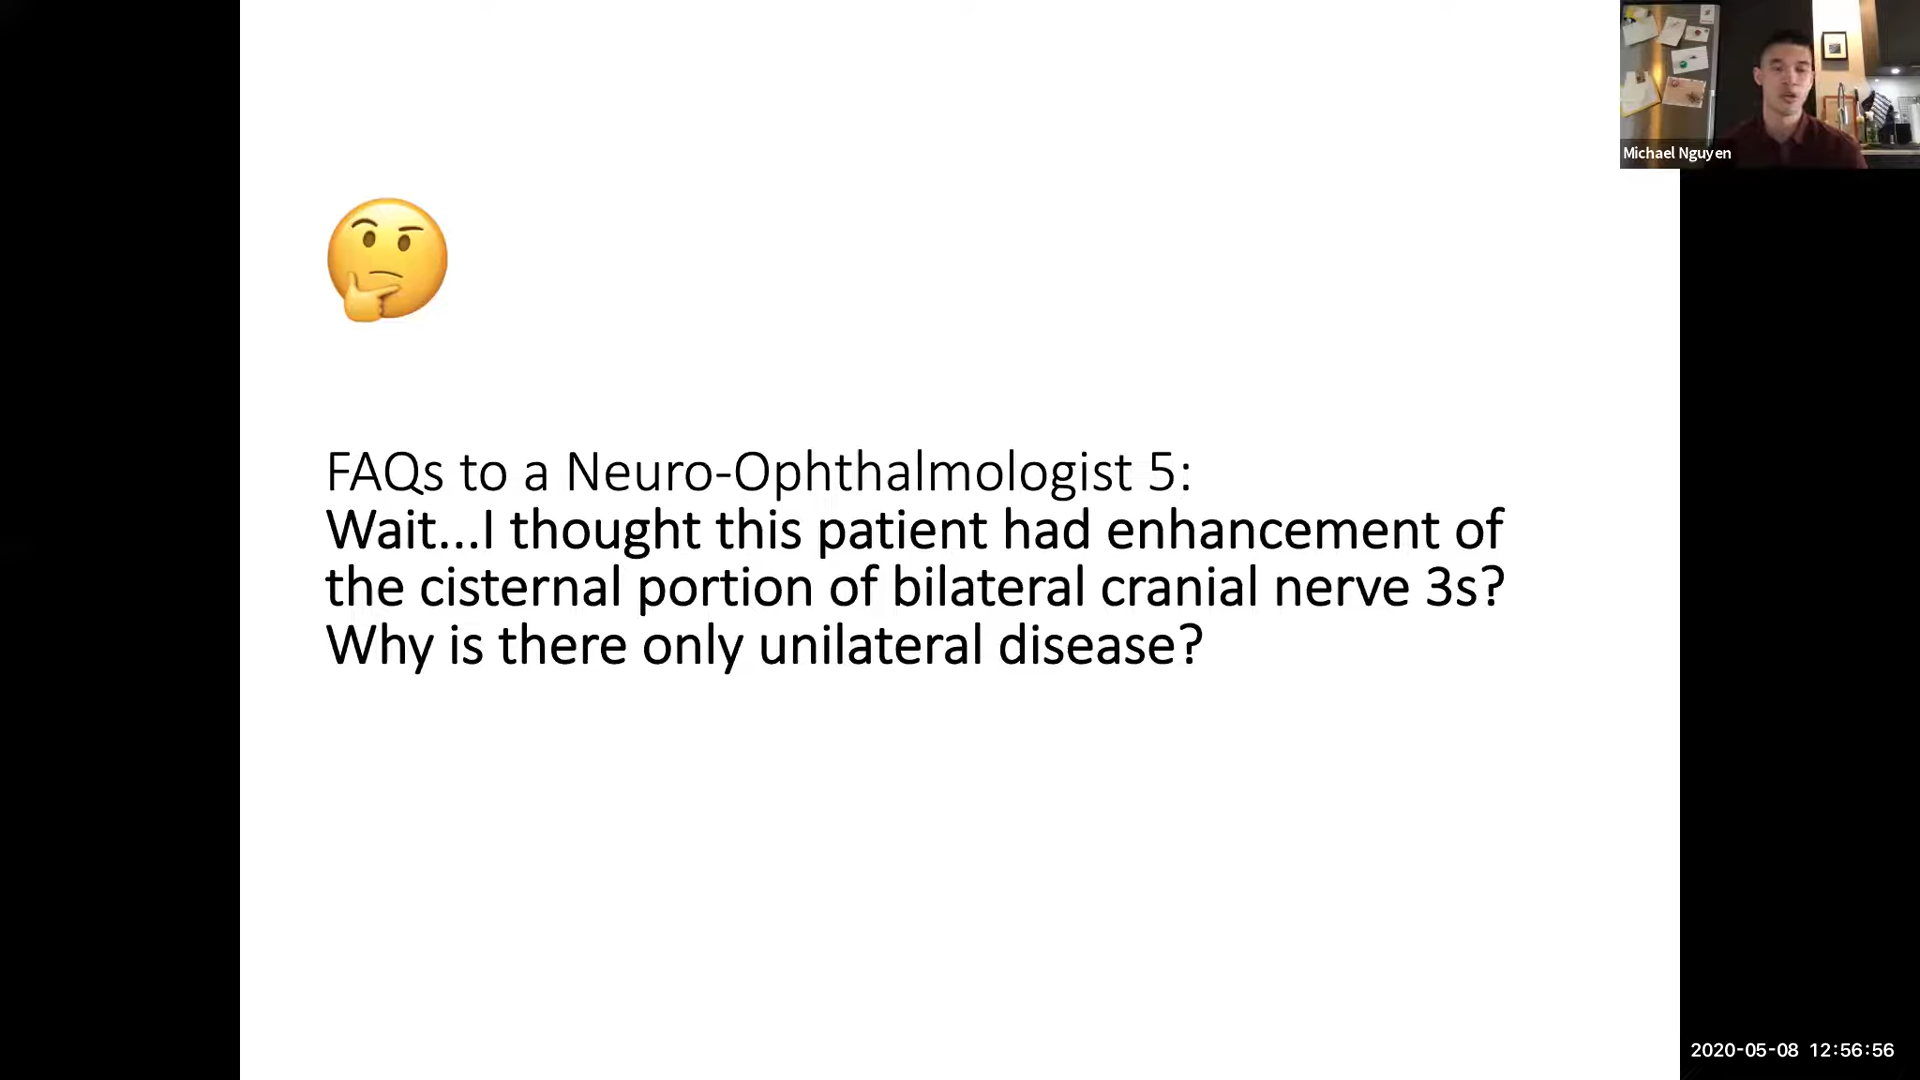 Michael Nguyen
FAQs to a Neuro-Ophthalmologist 5:
Wait...I thought this patient had enhancement of
the cisternal portion of bilateral cranial nerve 3s?
Why is there only unilateral disease?
2020-05-08 12:56:56